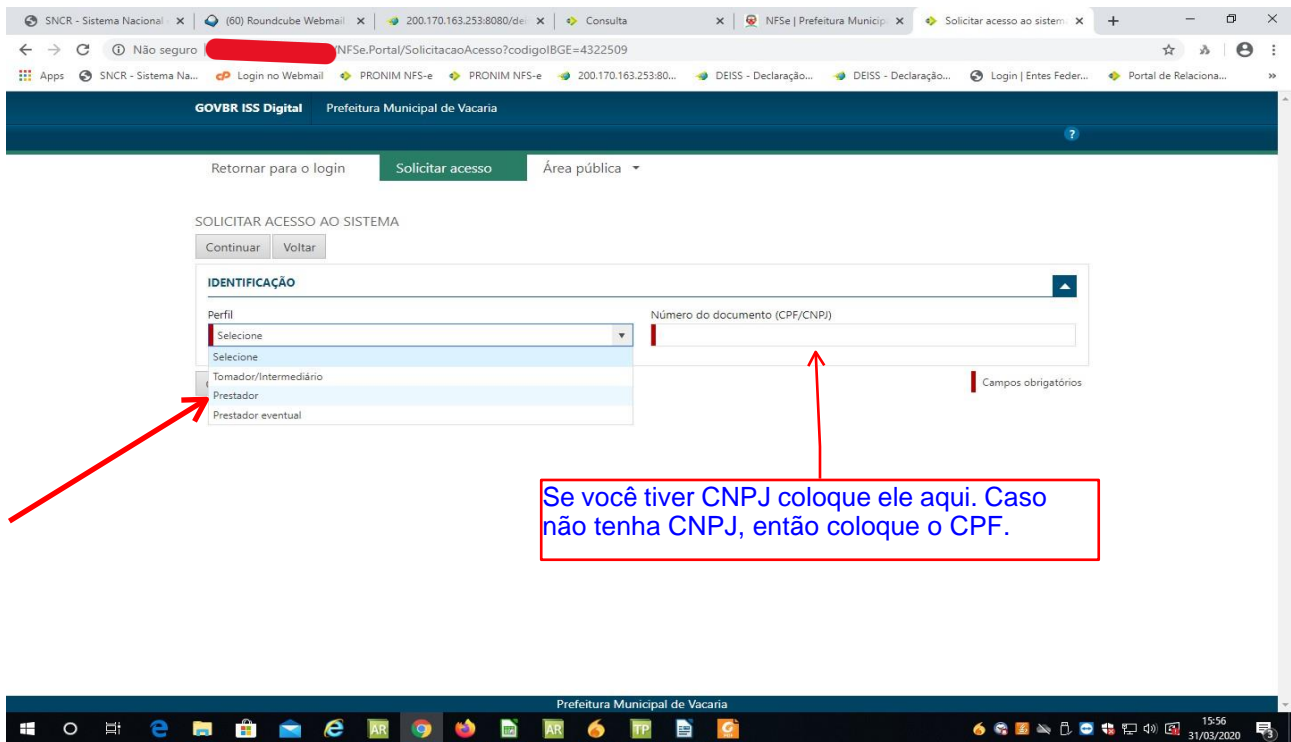 SNCR - Sistema Nacional
(60) Roundcube Webmail
200.170.163.253:8080/dei
Consulta
NFSe | Prefeitura Municip
Solicitar acesso ao sistem
Não seguro
/NFSe.Portal/SolicitacaoAcesso?codigoIBGE=4322509
Apps
SNCR - Sistema Na...
Login no Webmail
PRONIM NFS-e
PRONIM NFS-e
200.170.163.253:80...
DEISS - Declaração...
DEISS - Declaração...
Login | Entes Feder...
Portal de Relaciona...
GOVBR ISS Digital
Prefeitura Municipal de Vacaria
?
Retornar para o login
Solicitar acesso
Área pública
SOLICITAR ACESSO AO SISTEMA
Continuar
Voltar
IDENTIFICAÇÃO
Perfil
Número do documento (CPF/CNPJ)
Selecione
Selecione
Tomador/Intermediário
Prestador
Prestador eventual
Campos obrigatórios
Se você tiver CNPJ coloque ele aqui. Caso
não tenha CNPJ, então coloque o CPF.
Prefeitura Municipal de Vacaria
AR
AR
TP
15:56
31/03/2020
3